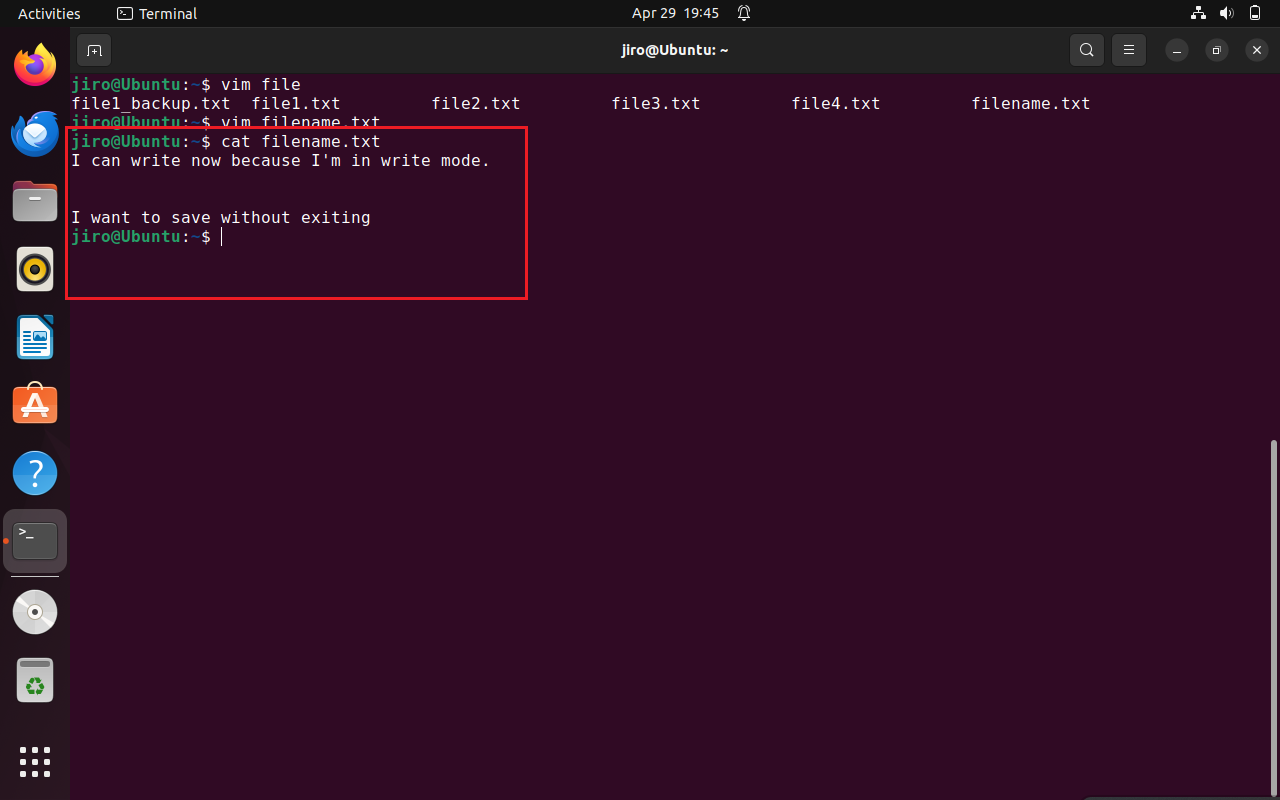 Activities Terminal Apr 29 19:45
jiro@Ubuntu: ~
jiro@Ubuntu:~$ vim file
file1_backup.txt file1.txt file2.txt file3.txt file4.txt filename.txt
jiro@Ubuntu:~$ vim filename.txt
jiro@Ubuntu:~$ cat filename.txt
I can write now because I'm in write mode.
I want to save without exiting
jiro@Ubuntu:~$